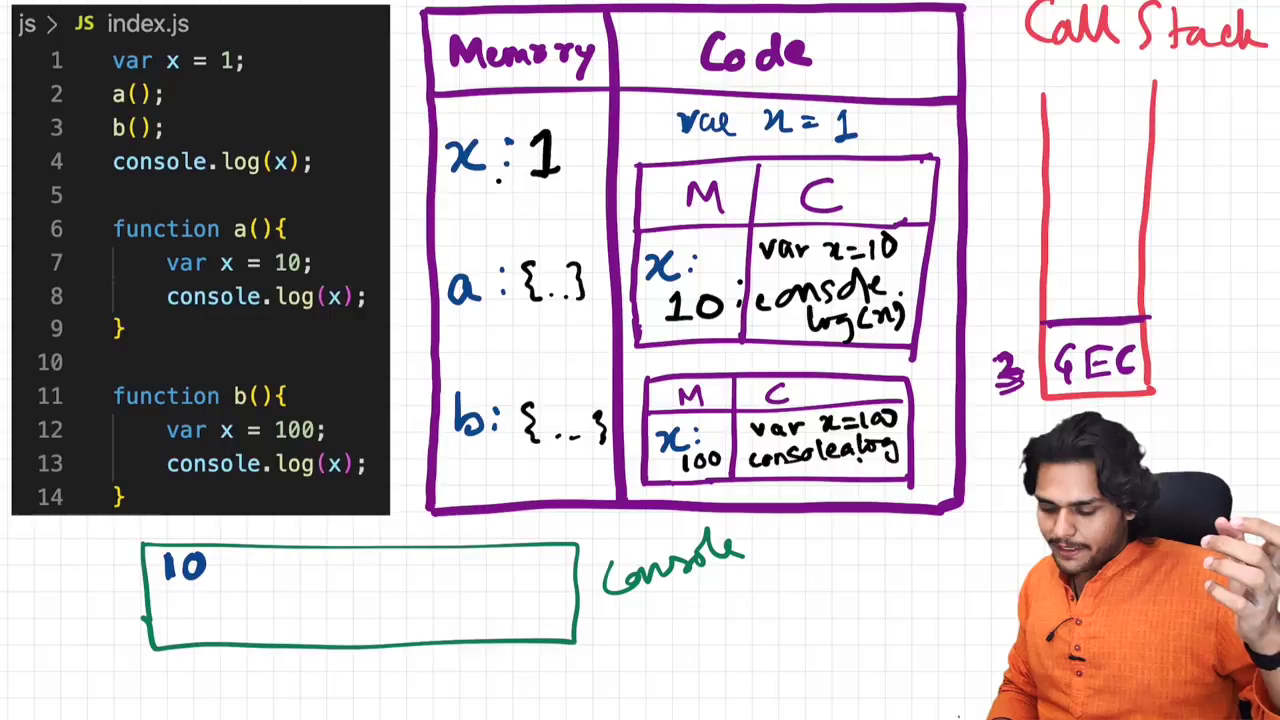 js > JS index.js
1 var x = 1;
2 a();
3 b();
4 console.log(x);
5
6 function a(){
7 var x = 10;
8 console.log(x);
9 }
10
11 function b(){
12 var x = 100;
13 console.log(x);
14 }
Memory
Code
x : 1
a : {..}
b : {...}
var x = 1
M C
x:
10
var x=10
console.
log(x)
M C
x:
100
var x=100
console.log
Call Stack
GEC
10
Console